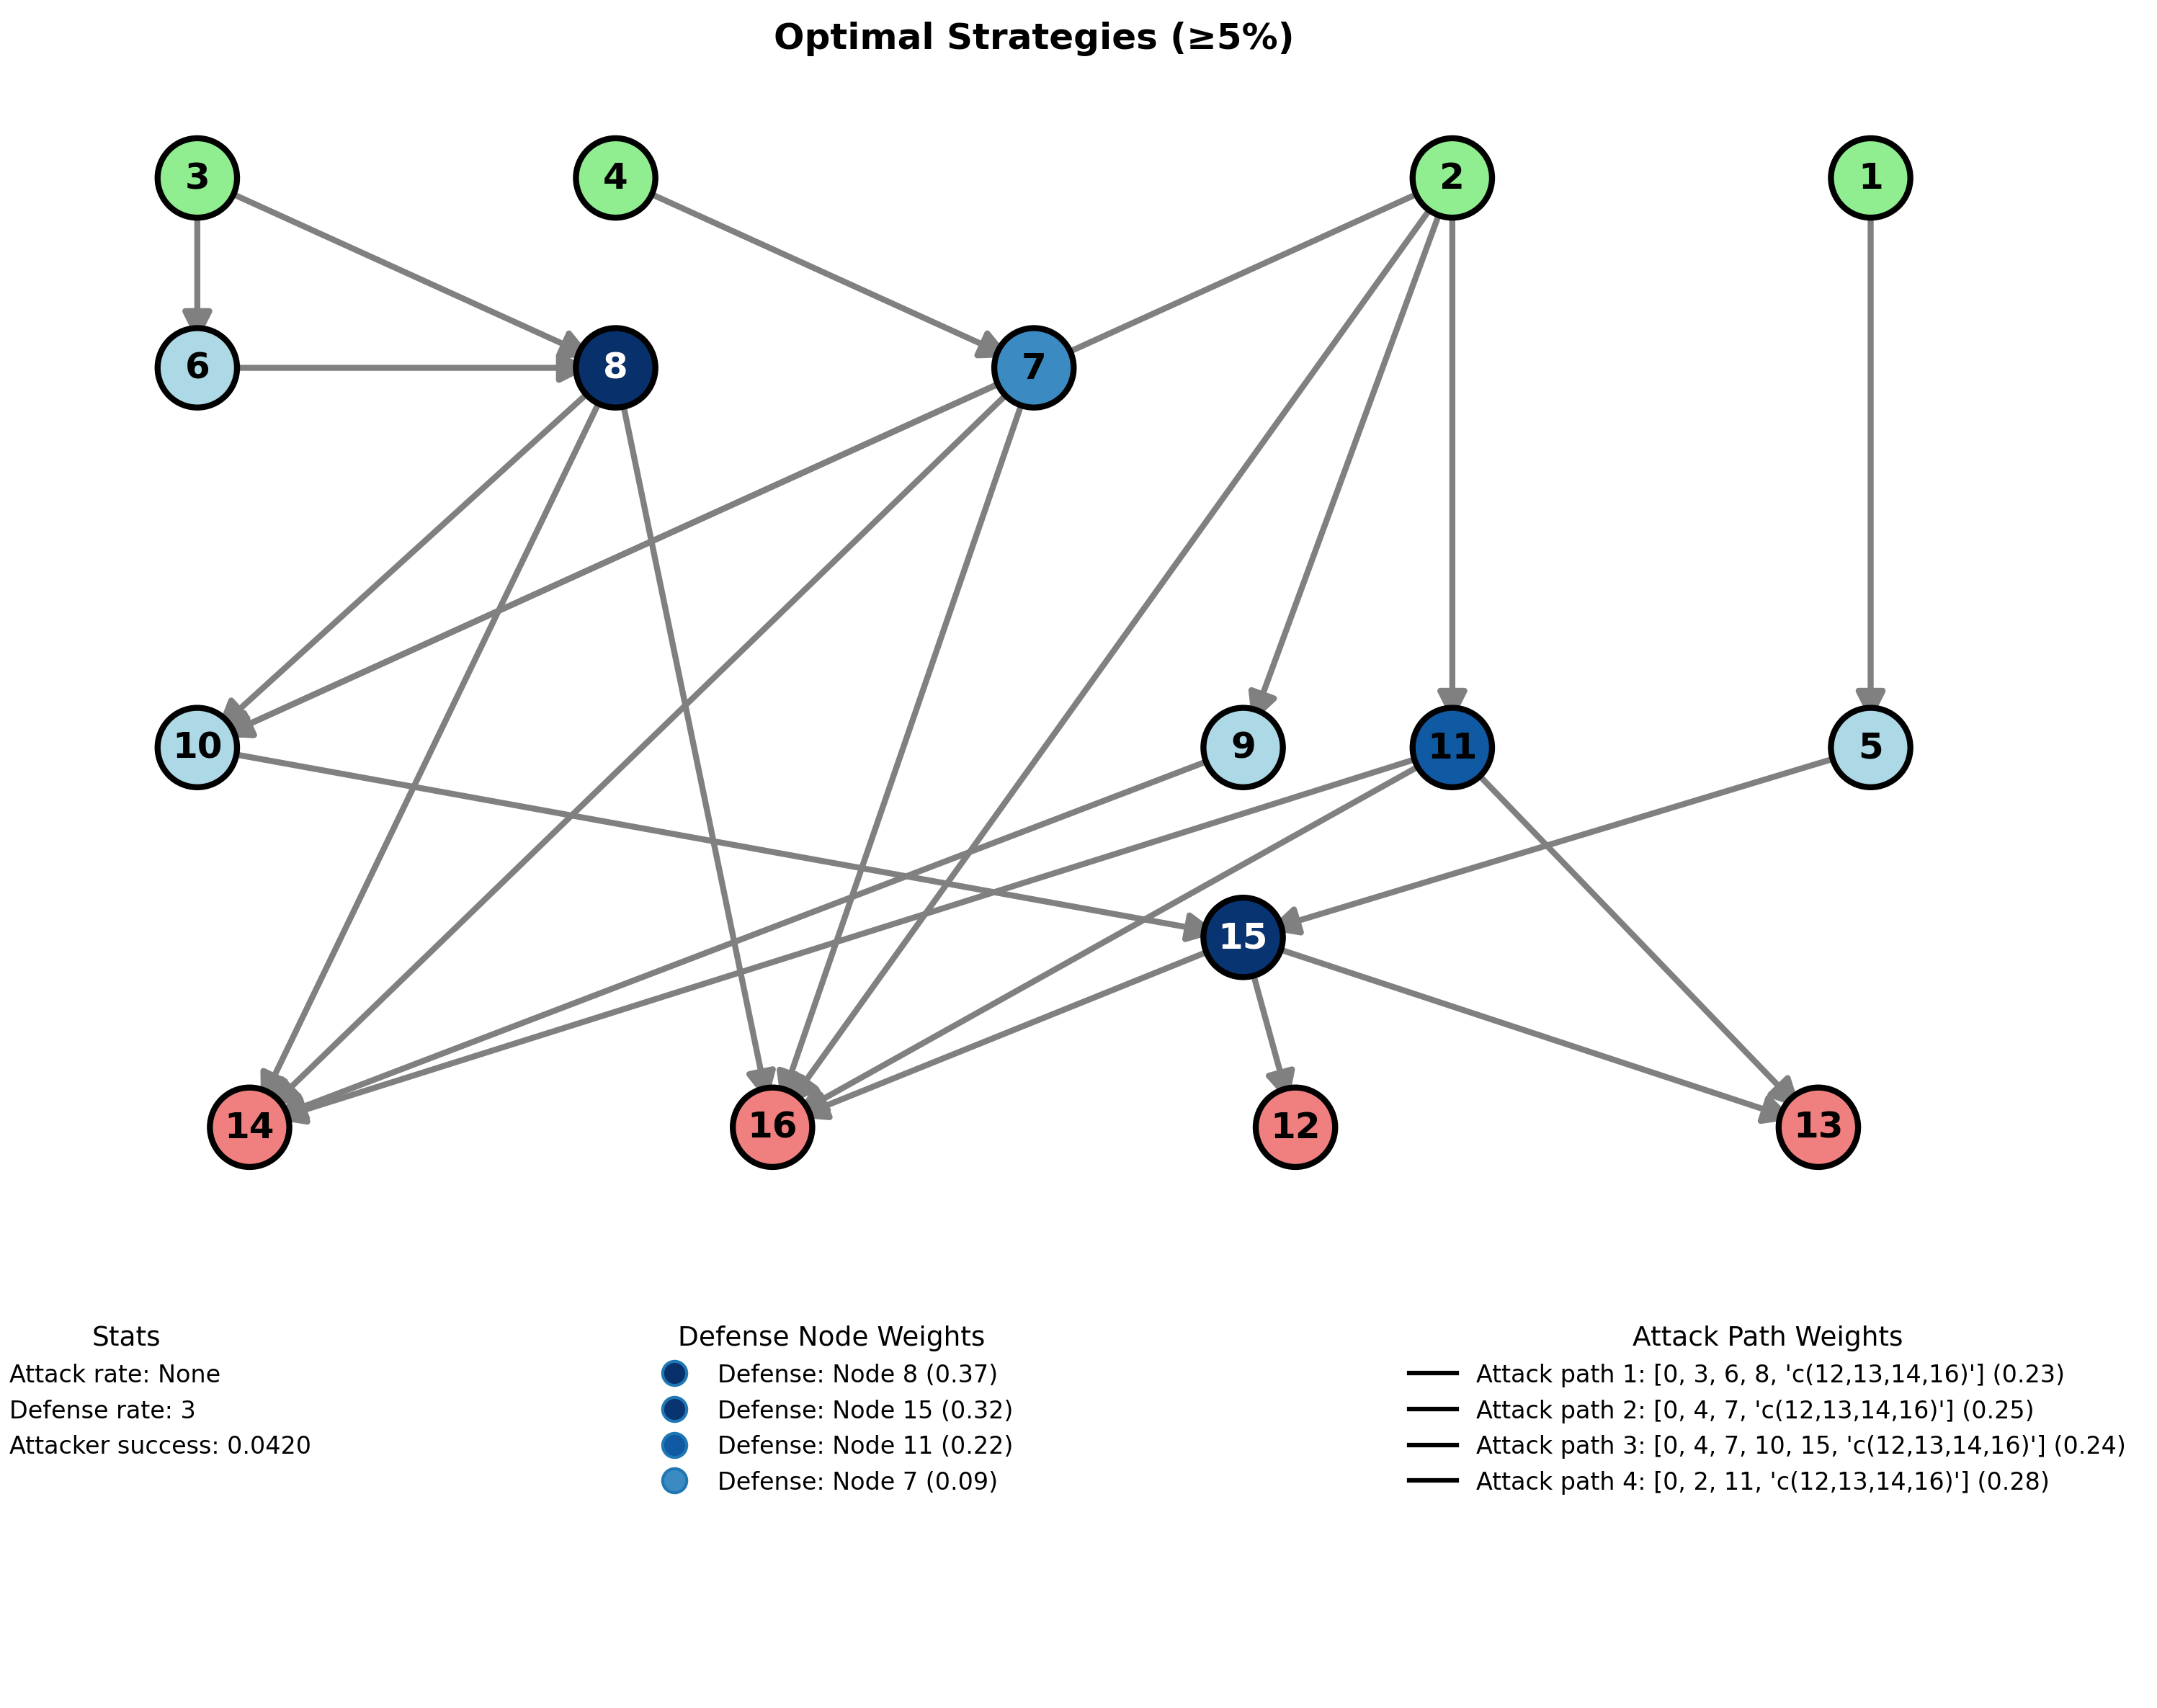 Optimal Strategies (≥5%)
3
4
2
1
6
8
7
10
9
11
5
15
14
16
12
13
Stats
Attack rate: None
Defense rate: 3
Attacker success: 0.0420
Defense Node Weights
Defense: Node 8 (0.37)
Defense: Node 15 (0.32)
Defense: Node 11 (0.22)
Defense: Node 7 (0.09)
Attack Path Weights
Attack path 1: [0, 3, 6, 8, 'c(12,13,14,16)'] (0.23)
Attack path 2: [0, 4, 7, 'c(12,13,14,16)'] (0.25)
Attack path 3: [0, 4, 7, 10, 15, 'c(12,13,14,16)'] (0.24)
Attack path 4: [0, 2, 11, 'c(12,13,14,16)'] (0.28)